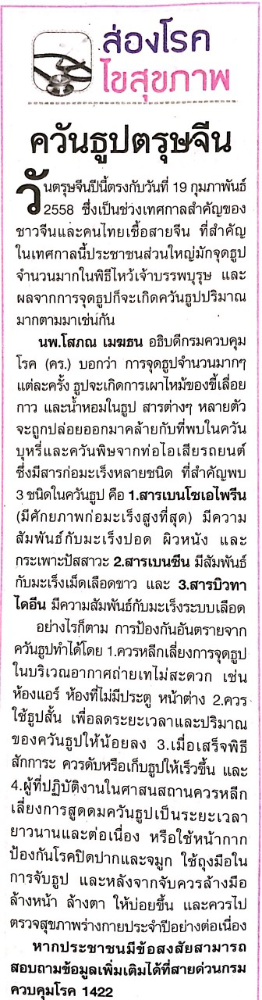 ส่องโรค
ไขสุขภาพ
ควันธูปตรุษจีน
วันตรุษจีนปีนี้ตรงกับวันที่ 19 กุมภาพันธ์
2558 ซึ่งเป็นช่วงเทศกาลสำคัญของ
ชาวจีนและคนไทยเชื้อสายจีน ที่สำคัญ
ในเทศกาลนี้ประชาชนส่วนใหญ่มักจุดธูป
จำนวนมากในพิธีไหว้เจ้าบรรพบุรุษ และ
ผลจากการจุดธูปก็จะเกิดควันธูปปริมาณ
มากตามมาเช่นกัน
นพ.โสภณ เมฆธน อธิบดีกรมควบคุม
โรค (คร.) บอกว่า การจุดธูปจำนวนมากๆ
แต่ละครั้ง ธูปจะเกิดการเผาไหม้ของขี้เลื่อย
กาว และน้ำหอมในธูป สารต่างๆ หลายตัว
จะถูกปล่อยออกมาคล้ายกับที่พบในควัน
บุหรี่และควันพิษจากท่อไอเสียรถยนต์
ซึ่งมีสารก่อมะเร็งหลายชนิด ที่สำคัญพบ
3 ชนิดในควันธูป คือ 1.สารเบนโซเอไพรีน
(มีศักยภาพก่อมะเร็งสูงที่สุด) มีความ
สัมพันธ์กับมะเร็งปอด ผิวหนัง และ
กระเพาะปัสสาวะ 2.สารเบนซีน มีสัมพันธ์
กับมะเร็งเม็ดเลือดขาว และ 3.สารบิวทา
ไดอีน มีความสัมพันธ์กับมะเร็งระบบเลือด
อย่างไรก็ตาม การป้องกันอันตรายจาก
ควันธูปทำได้โดย 1.ควรหลีกเลี่ยงการจุดธูป
ในบริเวณอากาศถ่ายเทไม่สะดวก เช่น
ห้องแอร์ ห้องที่ไม่มีประตู หน้าต่าง 2.ควร
ใช้ธูปสั้น เพื่อลดระยะเวลาและปริมาณ
ของควันธูปให้น้อยลง 3.เมื่อเสร็จพิธี
สักการะ ควรดับหรือเก็บธูปให้เร็วขึ้น และ
4.ผู้ที่ปฏิบัติงานในศาสนสถานควรหลีก
เลี่ยงการสูดดมควันธูปเป็นระยะเวลา
ยาวนานและต่อเนื่อง หรือใช้หน้ากาก
ป้องกันโรคปิดปากและจมูก ใช้ถุงมือใน
การจับธูป และหลังจากจับควรล้างมือ
ล้างหน้า ล้างตา ให้บ่อยขึ้น และควรไป
ตรวจสุขภาพร่างกายประจำปีอย่างต่อเนื่อง
หากประชาชนมีข้อสงสัยสามารถ
สอบถามข้อมูลเพิ่มเติมได้ที่สายด่วนกรม
ควบคุมโรค 1422